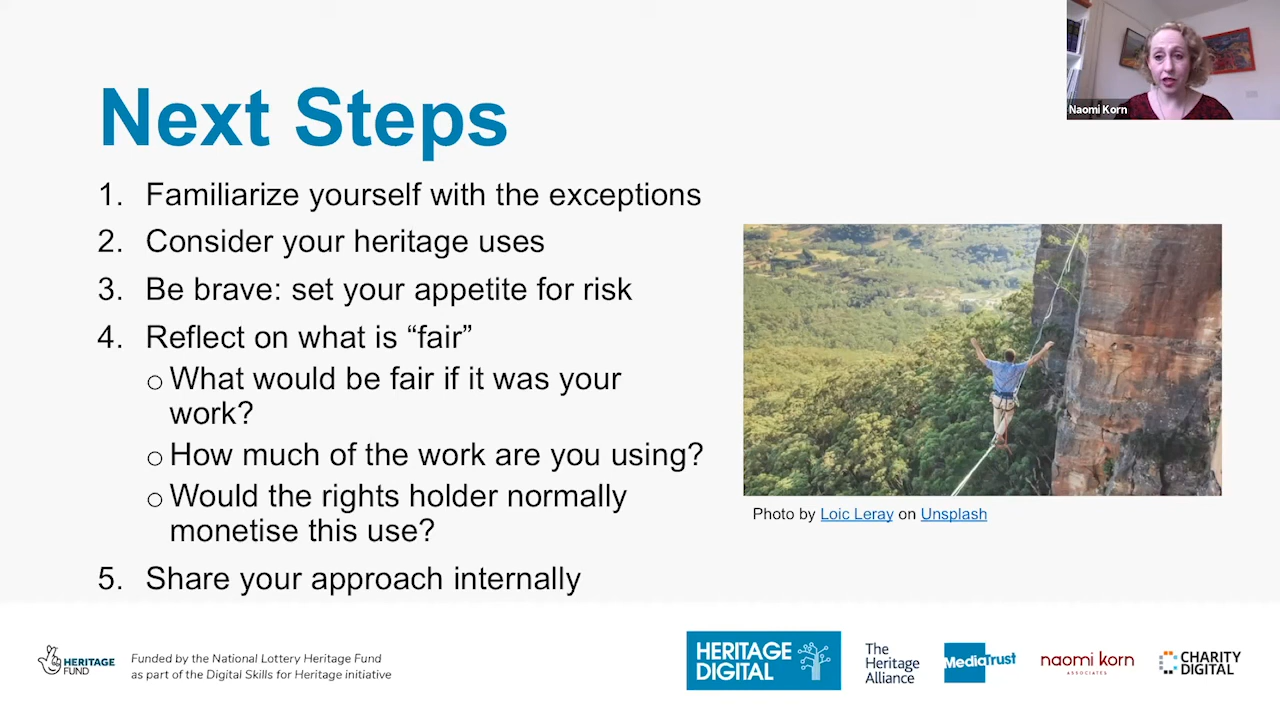 Next Steps
Naomi Korn
1. Familiarize yourself with the exceptions
2. Consider your heritage uses
3. Be brave: set your appetite for risk
4. Reflect on what is “fair”
o What would be fair if it was your
work?
o How much of the work are you using?
o Would the rights holder normally
monetise this use?
5. Share your approach internally
Photo by Loic Leray on Unsplash
HERITAGE
FUND
Funded by the National Lottery Heritage Fund
as part of the Digital Skills for Heritage initiative
HERITAGE
DIGITAL
The
Heritage
Alliance
MediaTrust
naomi korn
ASSOCIATES
CHARITY
DIGITAL